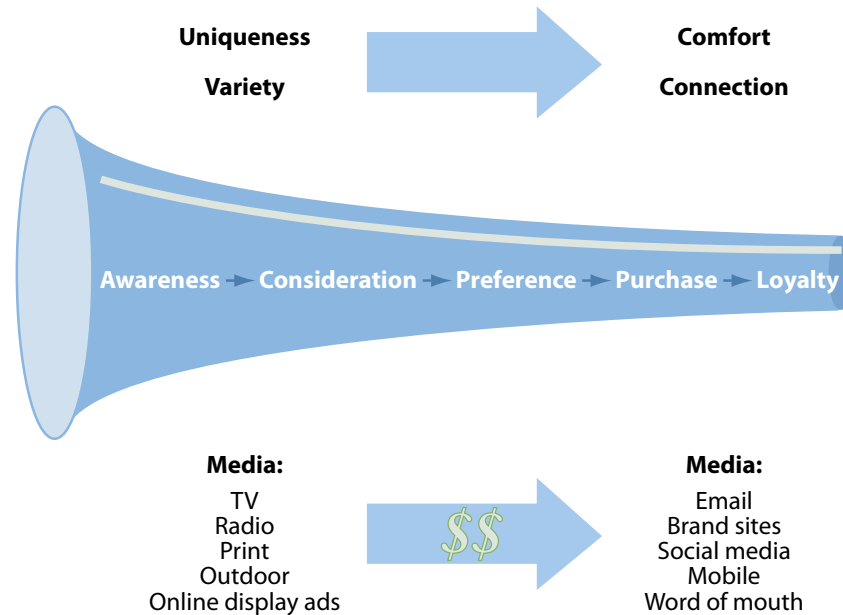 Uniqueness
Comfort
Variety
Connection
Awareness Consideration Preference Purchase Loyalty
Media:
TV
Radio
Print
Outdoor
Online display ads
$$
Media:
Email
Brand sites
Social media
Mobile
Word of mouth